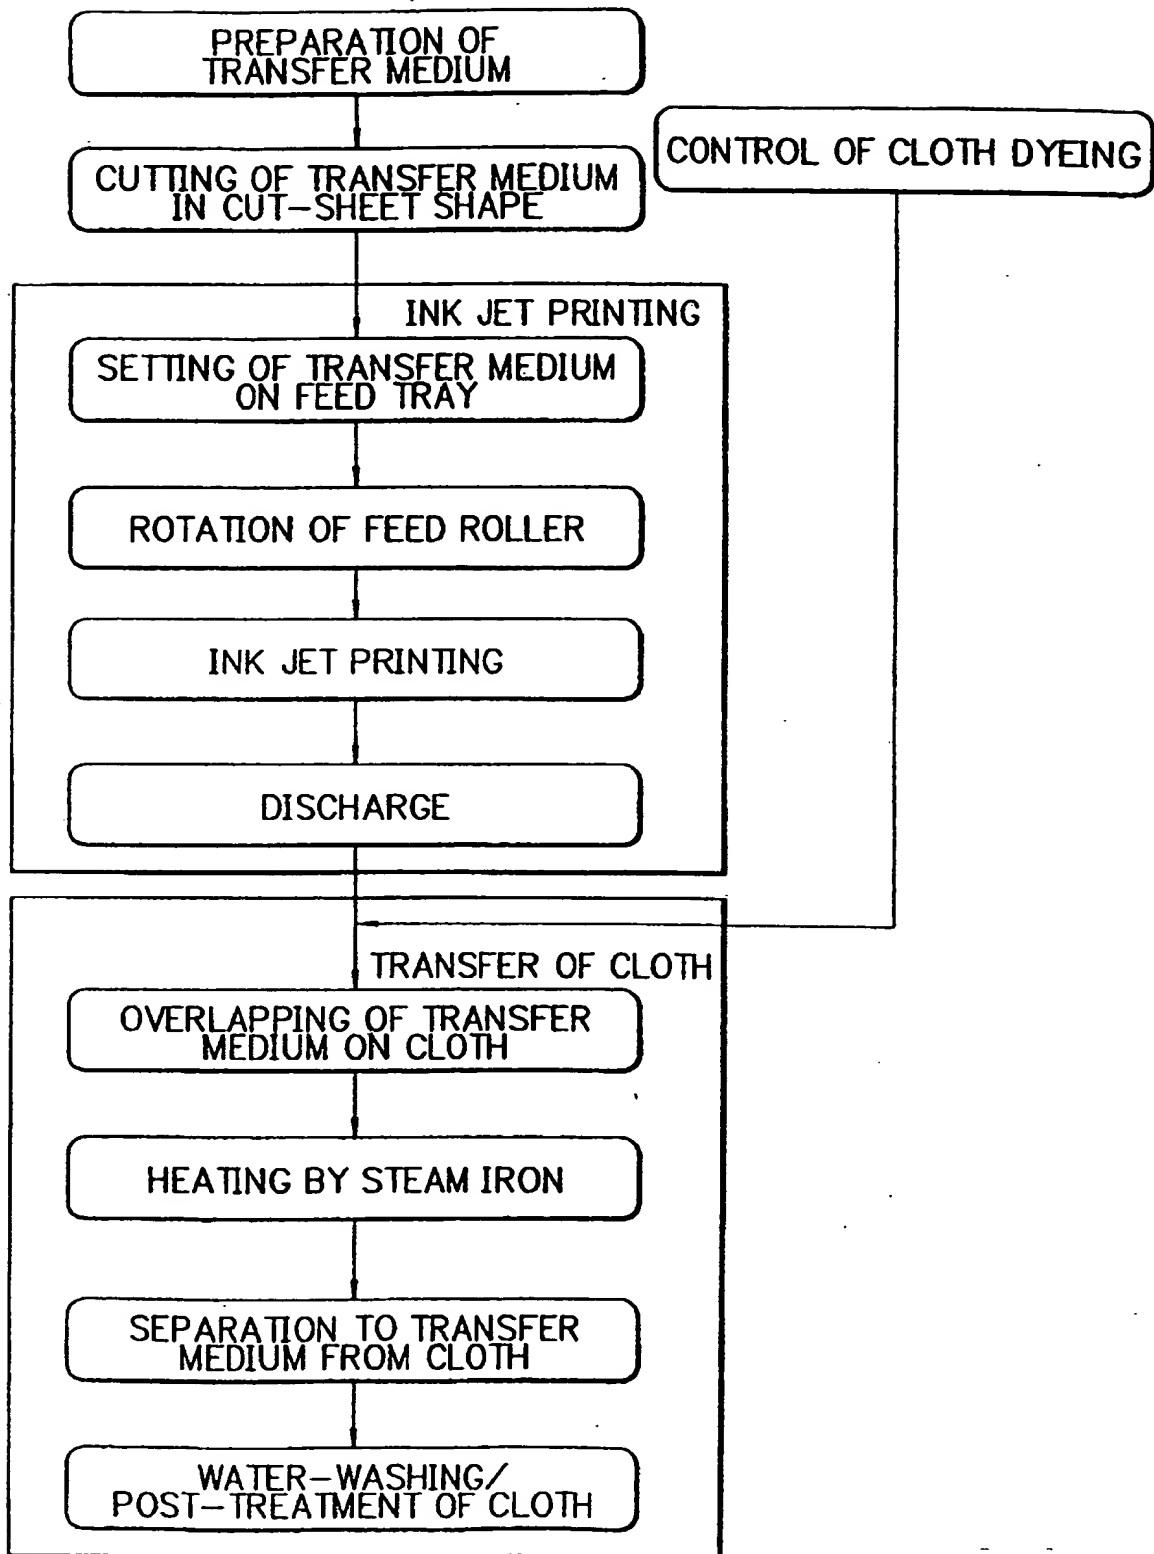 PREPARATION OF
TRANSFER MEDIUM
CUTTING OF TRANSFER MEDIUM
IN CUT-SHEET SHAPE
CONTROL OF CLOTH DYEING
INK JET PRINTING
SETTING OF TRANSFER MEDIUM
ON FEED TRAY
ROTATION OF FEED ROLLER
INK JET PRINTING
DISCHARGE
TRANSFER OF CLOTH
OVERLAPPING OF TRANSFER
MEDIUM ON CLOTH
HEATING BY STEAM IRON
SEPARATION TO TRANSFER
MEDIUM FROM CLOTH
WATER-WASHING/
POST-TREATMENT OF CLOTH